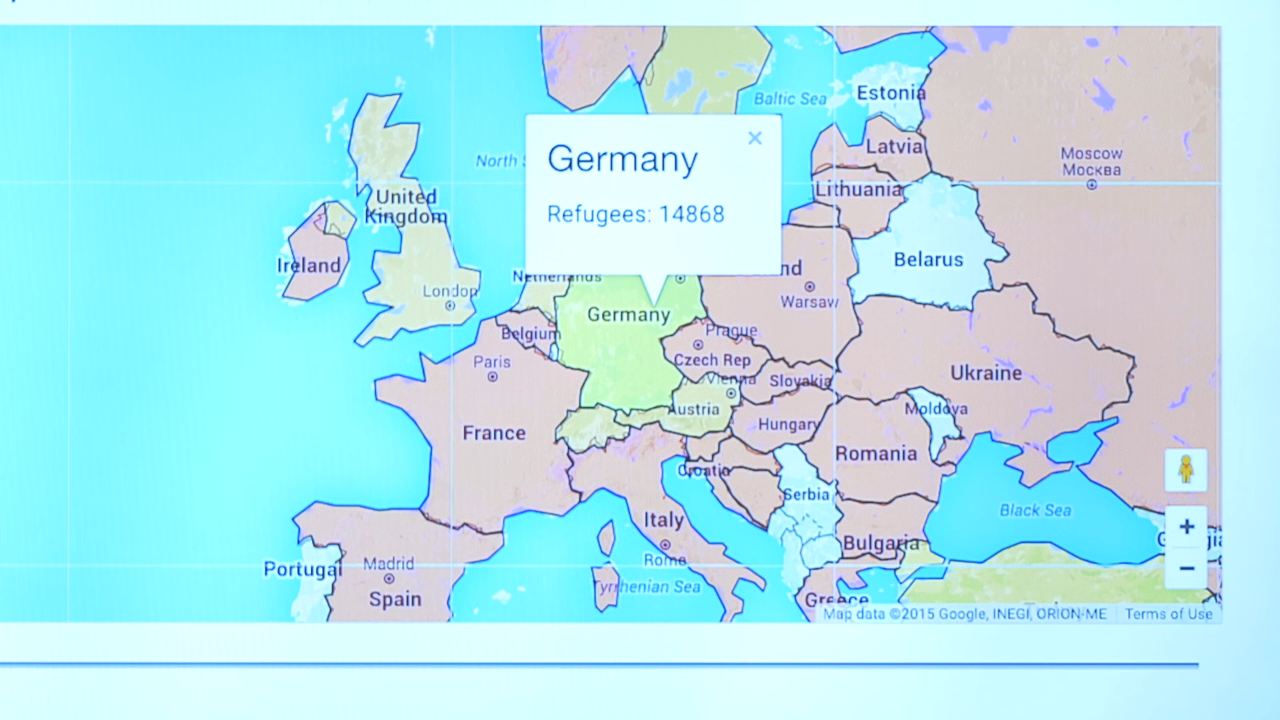 Baltic Sea
Estonia
Latvia
Moscow
Москва
Germany
×
North S
Lithuania
United
Kingdom
Refugees: 14868
Ireland
Belarus
Netherlands
nd
London
Warsaw
Germany
Belgium
Prague
Paris
Czech Rep
Ukraine
Vienna
Slovakia
Austria
Moldova
France
Hungary
Romania
Croatia
Serbia
Black Sea
Italy
+
Bulgaria
Rome
Portugal
Madrid
Tyrrhenian Sea
−
Spain
Greece
Map data ©2015 Google, INEGI, ORION-ME
Terms of Use